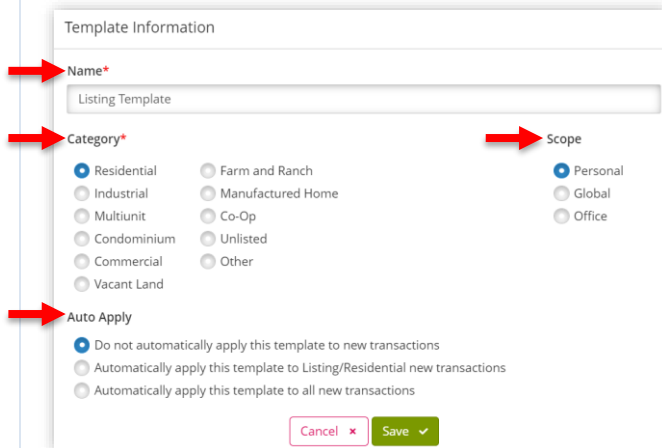 Template Information
Name*
Listing Template
Category*
Scope
Residential
Farm and Ranch
Personal
Industrial
Manufactured Home
Global
Multiunit
Co-Op
Office
Condominium
Unlisted
Commercial
Other
Vacant Land
Auto Apply
Do not automatically apply this template to new transactions
Automatically apply this template to Listing/Residential new transactions
Automatically apply this template to all new transactions
Cancel ×
Save ✓